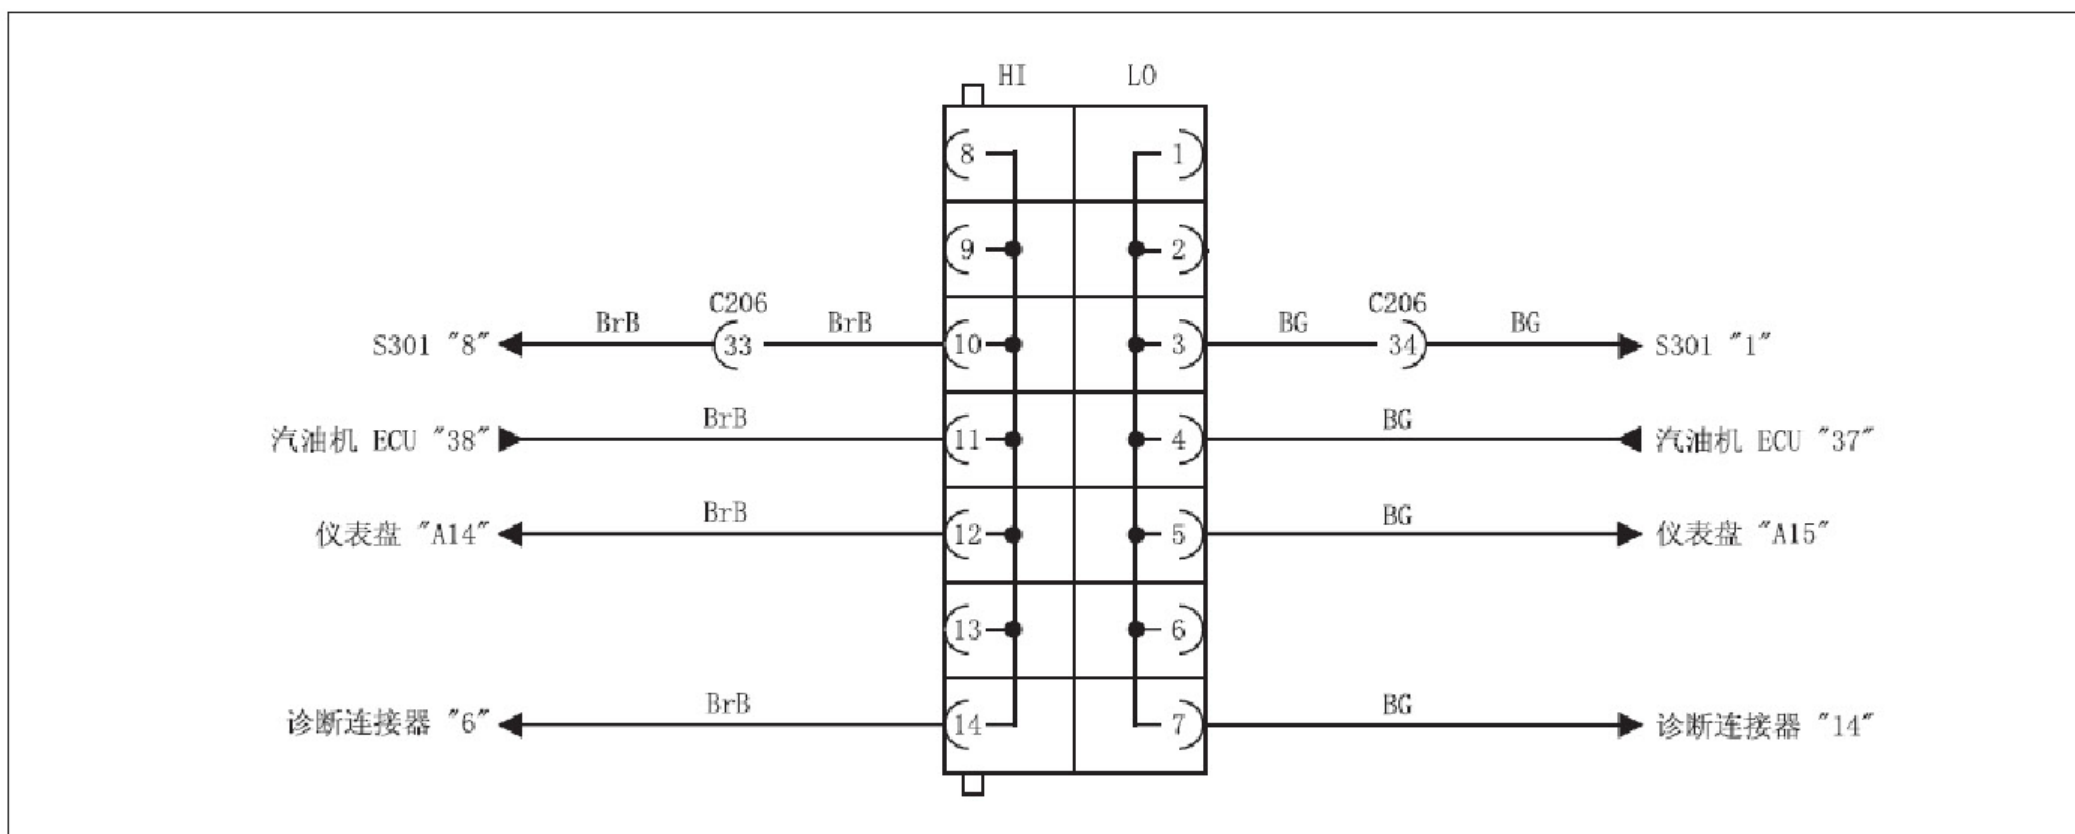 HI LO
8 1
9 2
C206 C206
BrB BrB BG BG
S301 "8" 33 10 3 34 S301 "1"
BrB BG
汽油机 ECU "38" 11 4 汽油机 ECU "37"
BrB BG
仪表盘 "A14" 12 5 仪表盘 "A15"
13 6
BrB BG
诊断连接器 "6" 14 7 诊断连接器 "14"